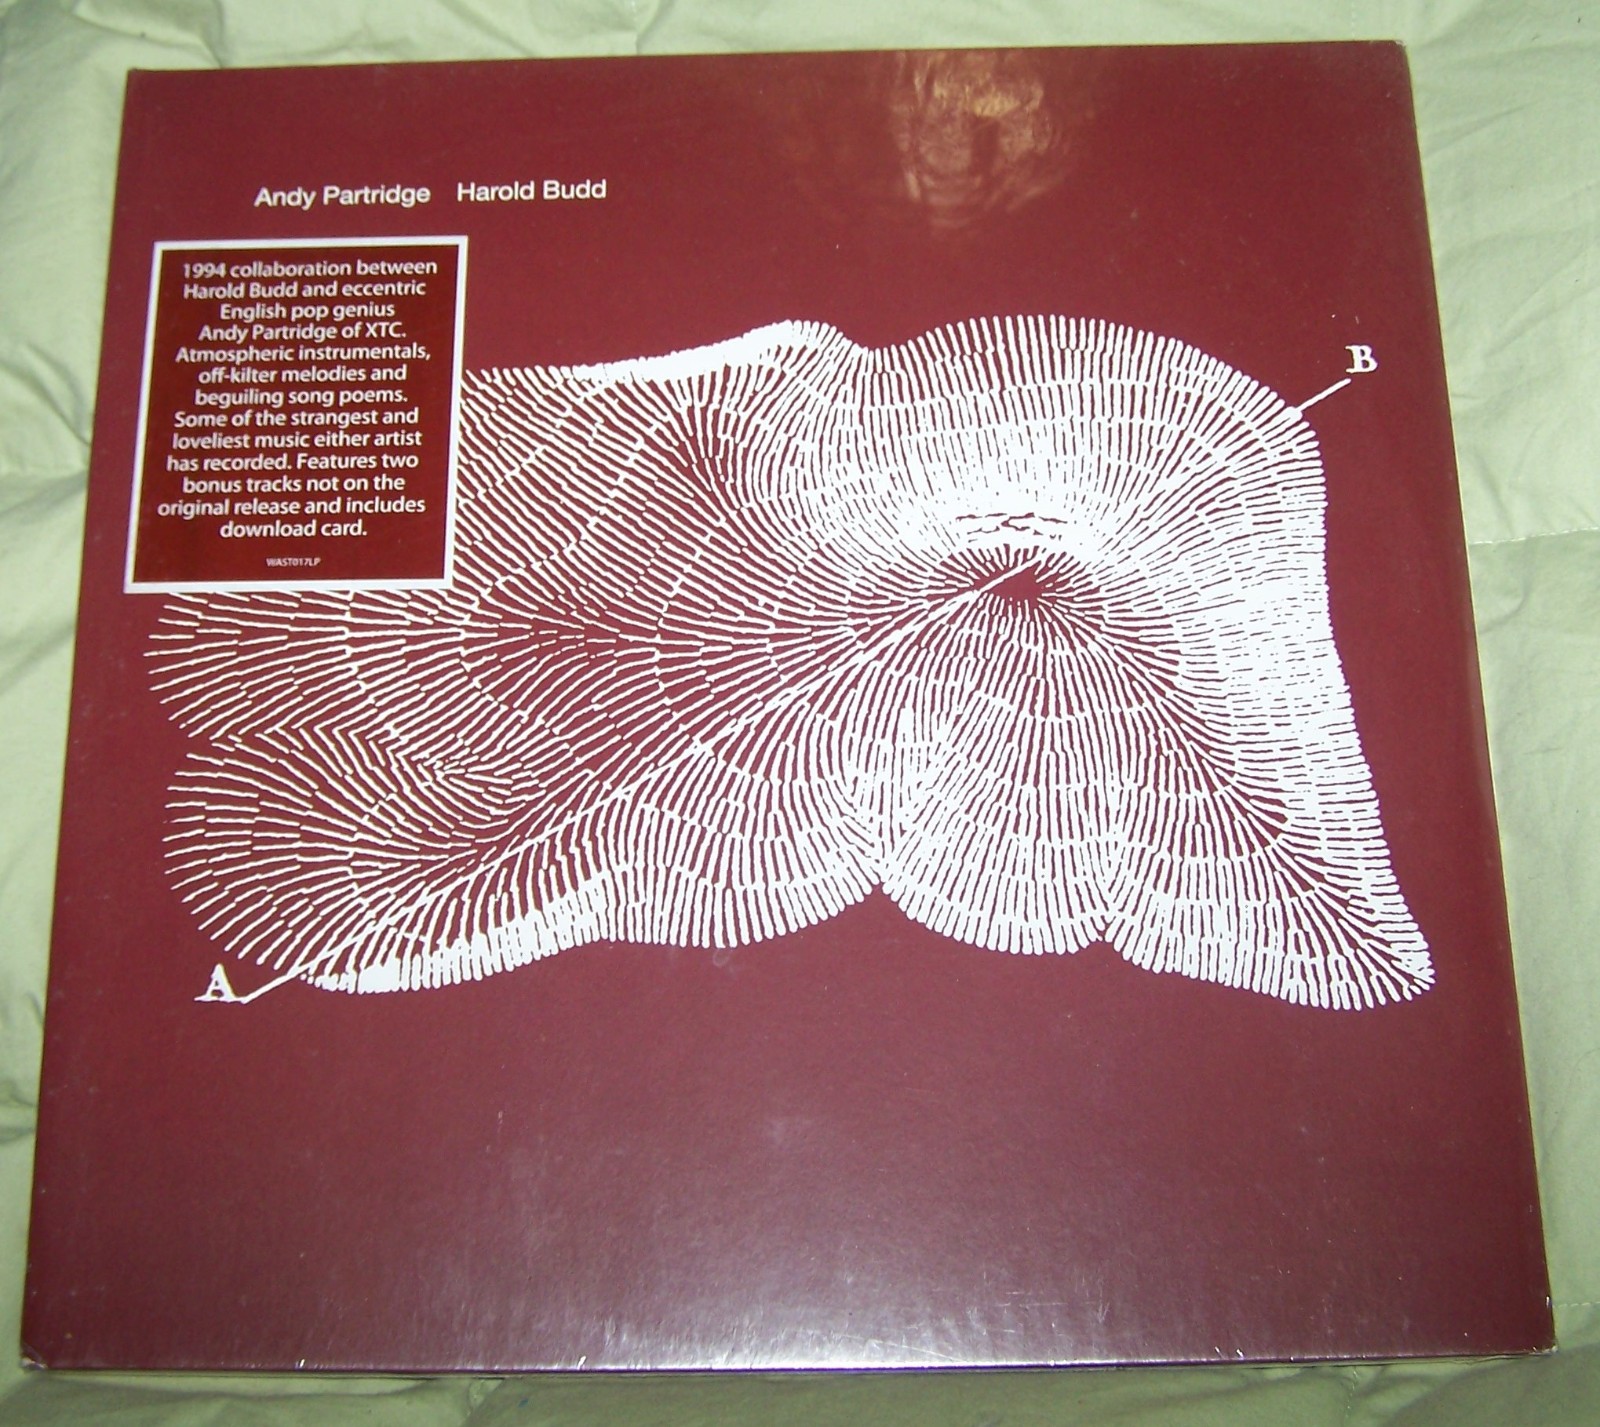 Andy Partridge Harold Budd
1994 collaboration between
Harold Budd and eccentric
English pop genius
Andy Partridge of XTC.
Atmospheric instrumentals,
off-kilter melodies and
beguiling song poems.
Some of the strangest and
loveliest music either artist
has recorded. Features two
bonus tracks not on the
original release and includes
download card.
WAST017LP
B
A